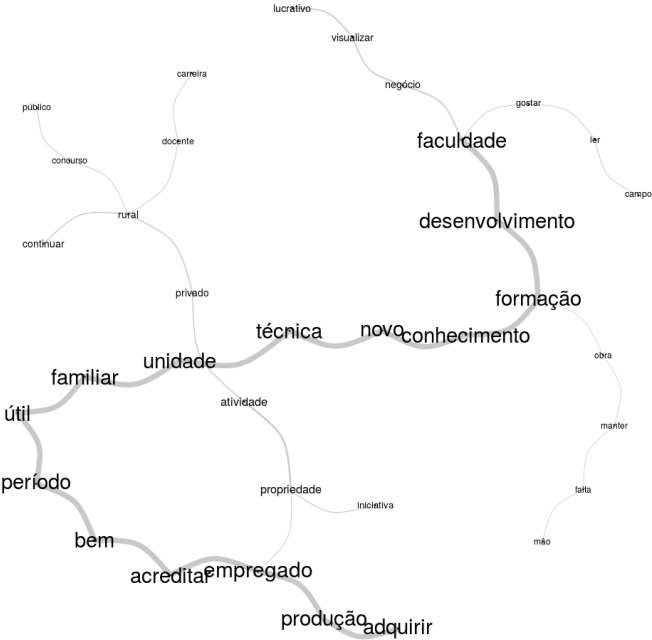 lucrativo
visualizar
carreira
negócio
público
gostar
docente
faculdade
ler
concurso
campo
rural
desenvolvimento
continuar
privado
formação
técnica
novo
conhecimento
unidade
obra
familiar
atividade
útil
manter
período
propriedade
falta
iniciativa
bem
mão
acreditar
empregado
produção
adquirir